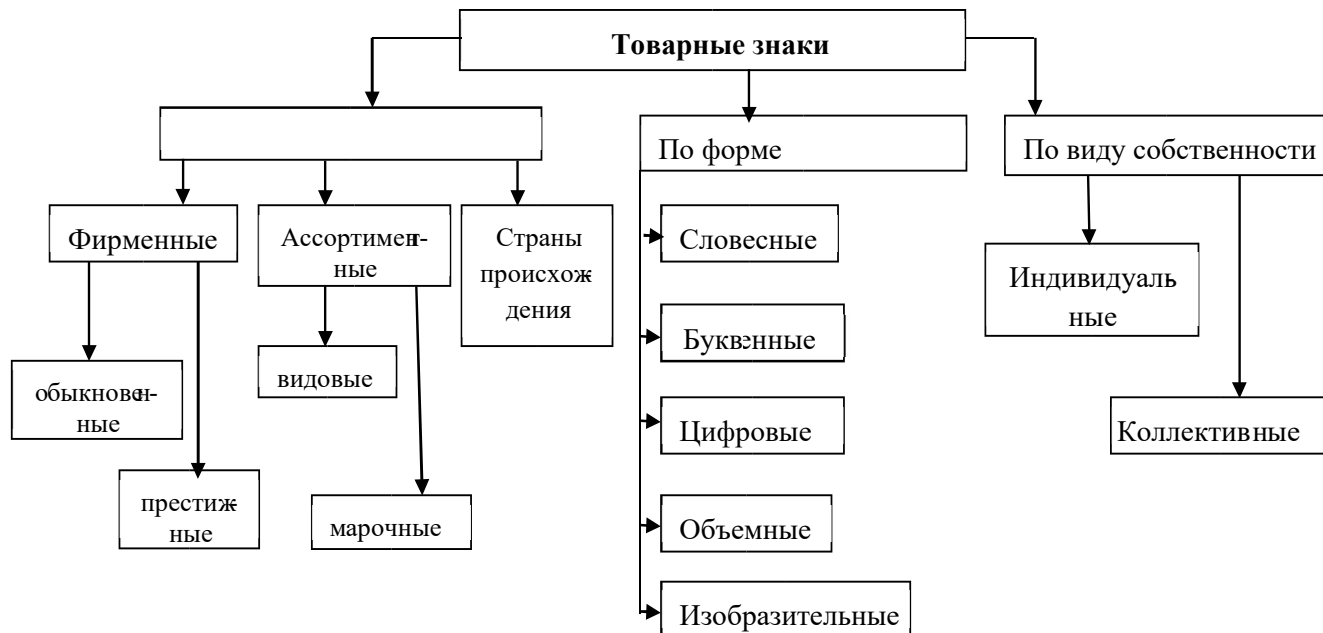 Товарные знаки
По форме
По виду собственности
Фирменные
Ассортимент-
ные
Страны
происхож-
дения
Словесные
Индивидуаль
ные
Буквенные
видовые
обыкновен-
ные
Цифровые
Коллективные
престиж-
ные
марочные
Объемные
Изобразительные